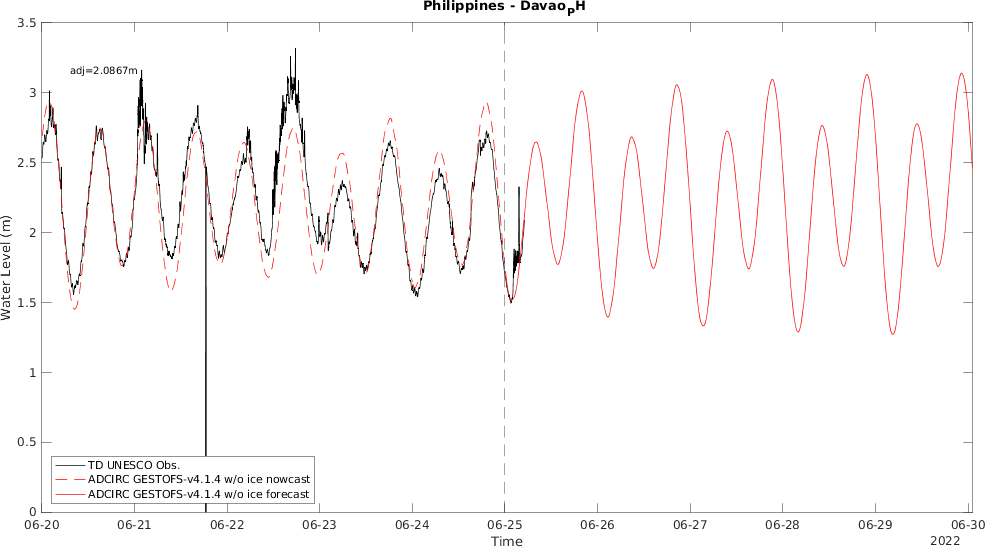 Philippines - Davao_PH
3.5
3
2.5
2
1.5
1
0.5
0
Water Level (m)
adj=2.0867m
TD UNESCO Obs.
ADCIRC GESTOFS-v4.1.4 w/o ice nowcast
ADCIRC GESTOFS-v4.1.4 w/o ice forecast
06-20 06-21 06-22 06-23 06-24 06-25 06-26 06-27 06-28 06-29 06-30
Time
2022